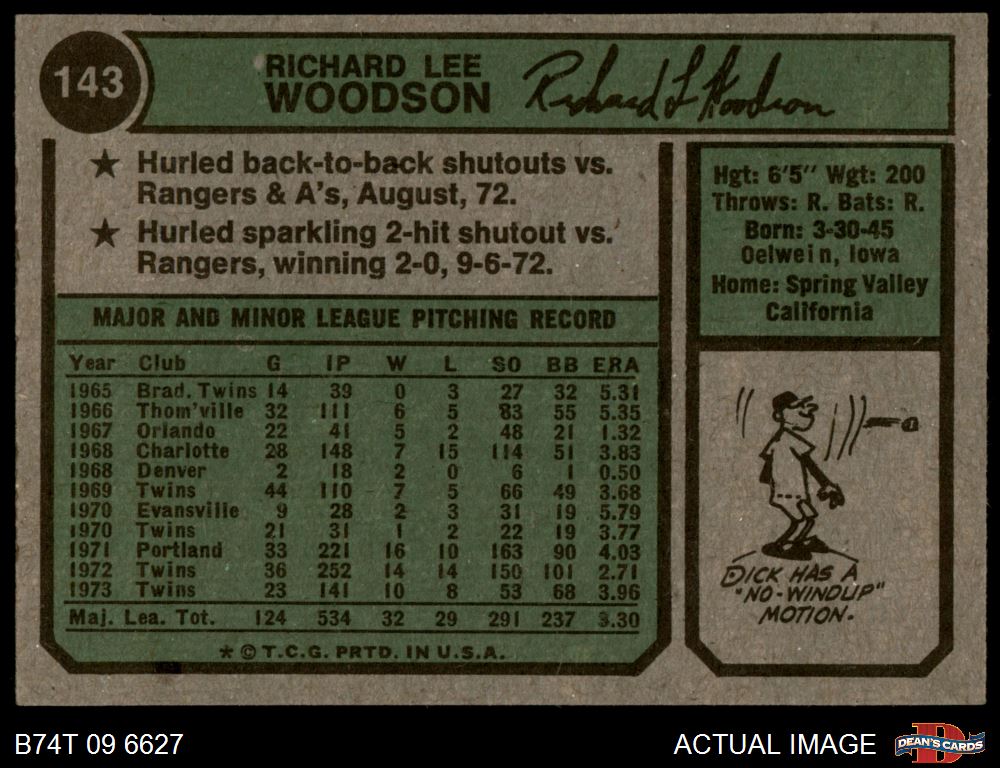 143
RICHARD LEE
WOODSON
Richard L Woodson
★ Hurled back-to-back shutouts vs.
Rangers & A's, August, 72.
★ Hurled sparkling 2-hit shutout vs.
Rangers, winning 2-0, 9-6-72.
Hgt: 6'5" Wgt: 200
Throws: R. Bats: R.
Born: 3-30-45
Oelwein, Iowa
Home: Spring Valley
California
MAJOR AND MINOR LEAGUE PITCHING RECORD
Year Club G IP W L SO BB ERA
1965 Brad. Twins 14 39 0 3 27 32 5.31
1966 Thom'ville 32 111 6 5 83 55 5.35
1967 Orlando 22 41 5 2 48 21 1.32
1968 Charlotte 28 148 7 15 114 51 3.83
1968 Denver 2 18 2 0 6 1 0.50
1969 Twins 44 110 7 5 66 49 3.68
1970 Evansville 9 28 2 3 31 19 5.79
1970 Twins 21 31 1 2 22 19 3.77
1971 Portland 33 221 16 10 163 90 4.03
1972 Twins 36 252 14 14 150 101 2.71
1973 Twins 23 141 10 8 53 68 3.96
Maj. Lea. Tot. 124 534 32 29 291 237 3.30
* © T.C.G. PRTD. IN U.S.A.
DICK HAS A
"NO-WINDUP"
MOTION.
B74T 09 6627
ACTUAL IMAGE
DEAN'S CARDS